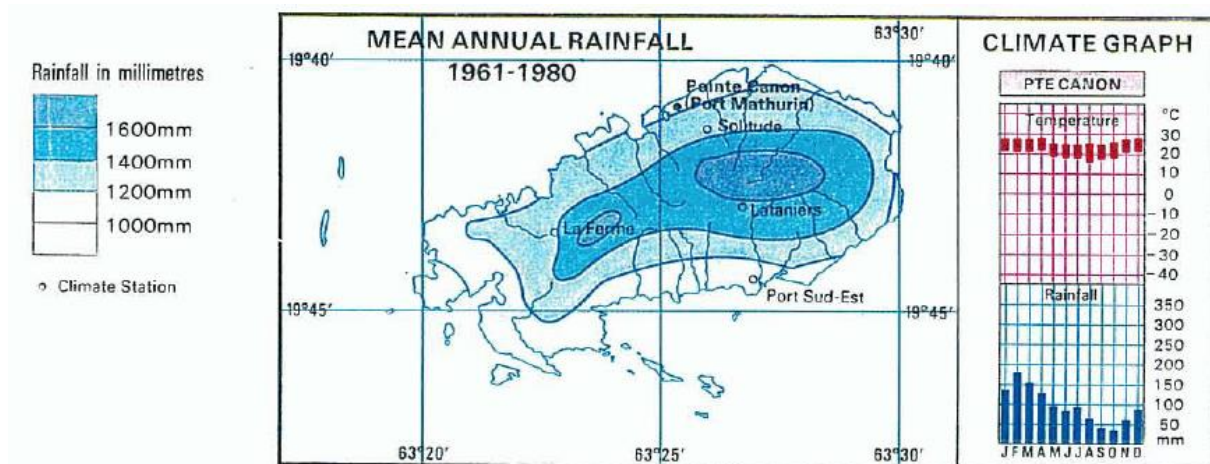 Rainfall in millimetres
1600mm
1400mm
1200mm
1000mm
Climate Station
MEAN ANNUAL RAINFALL
1961-1980
63°30′
19°40′
19°40′
Pointe Canon
(Port Mathurin)
Solitude
Lataniers
La Ferme
Port Sud-Est
19°45′
19°45′
63°20′
63°25′
63°30′
CLIMATE GRAPH
PTE CANON
Temperature
°C
30
20
10
0
-10
-20
-30
-40
Rainfall
350
300
250
200
150
100
50
mm
J F M A M J J A S O N D